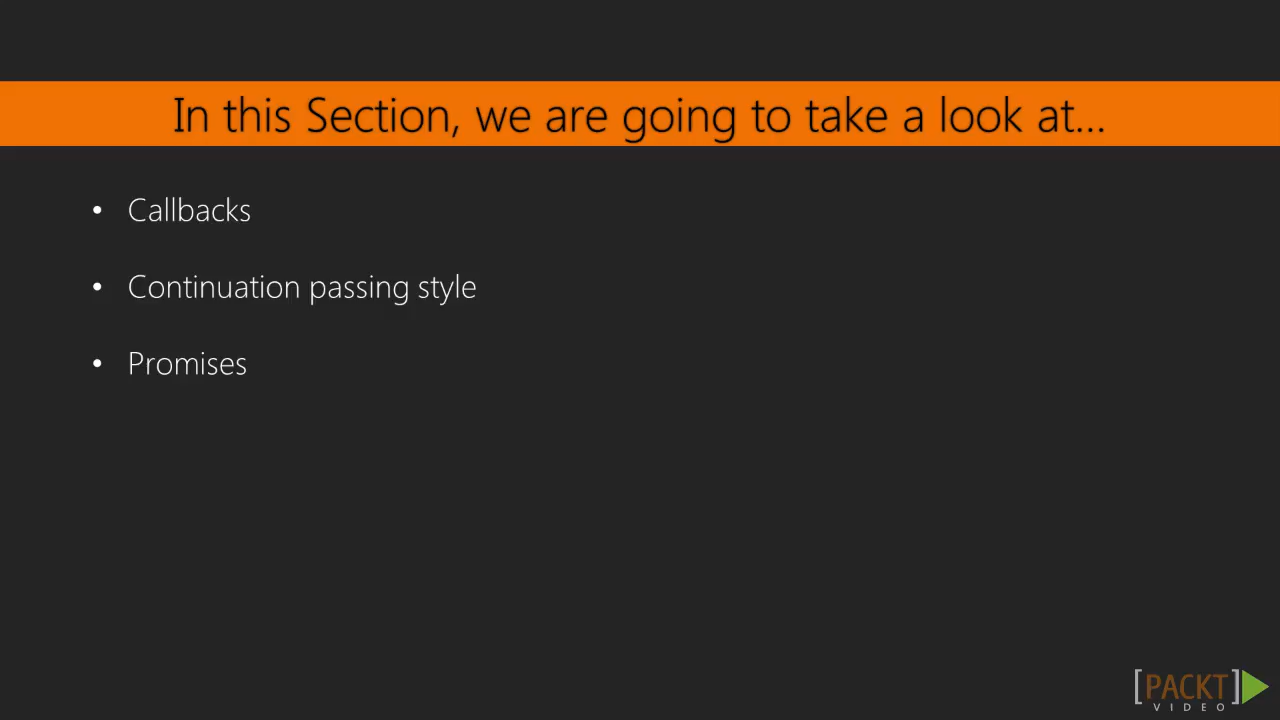 In this Section, we are going to take a look at...
• Callbacks
• Continuation passing style
• Promises
[PACKT]
VIDEO